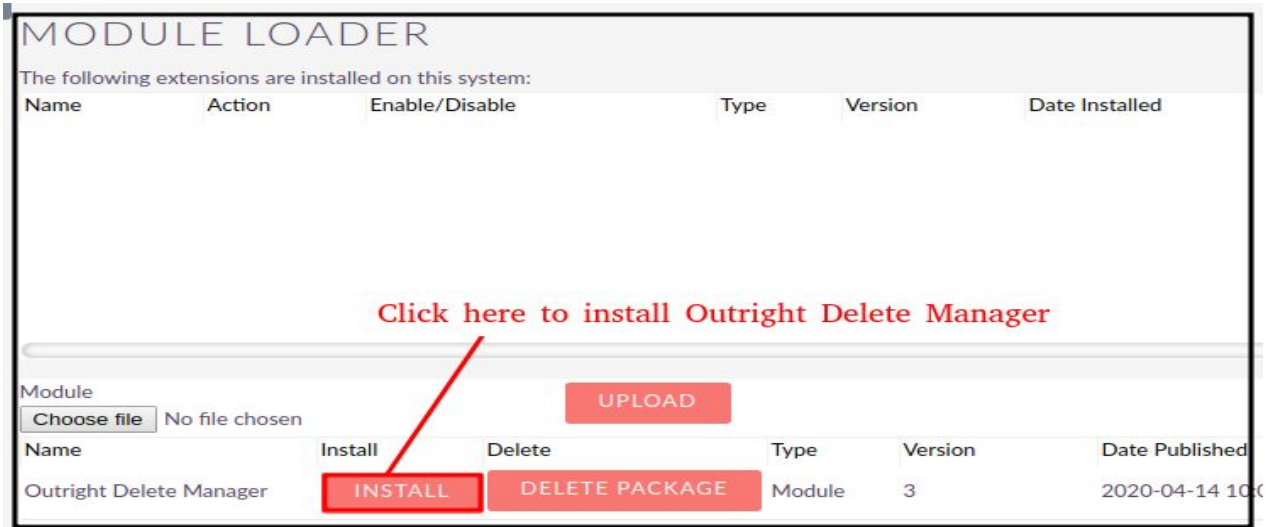 MODULE LOADER
The following extensions are installed on this system:
Name Action Enable/Disable Type Version Date Installed
Click here to install Outright Delete Manager
Module
UPLOAD
Choose file No file chosen
Name Install Delete Type Version Date Published
Outright Delete Manager INSTALL DELETE PACKAGE Module 3 2020-04-14 10:0